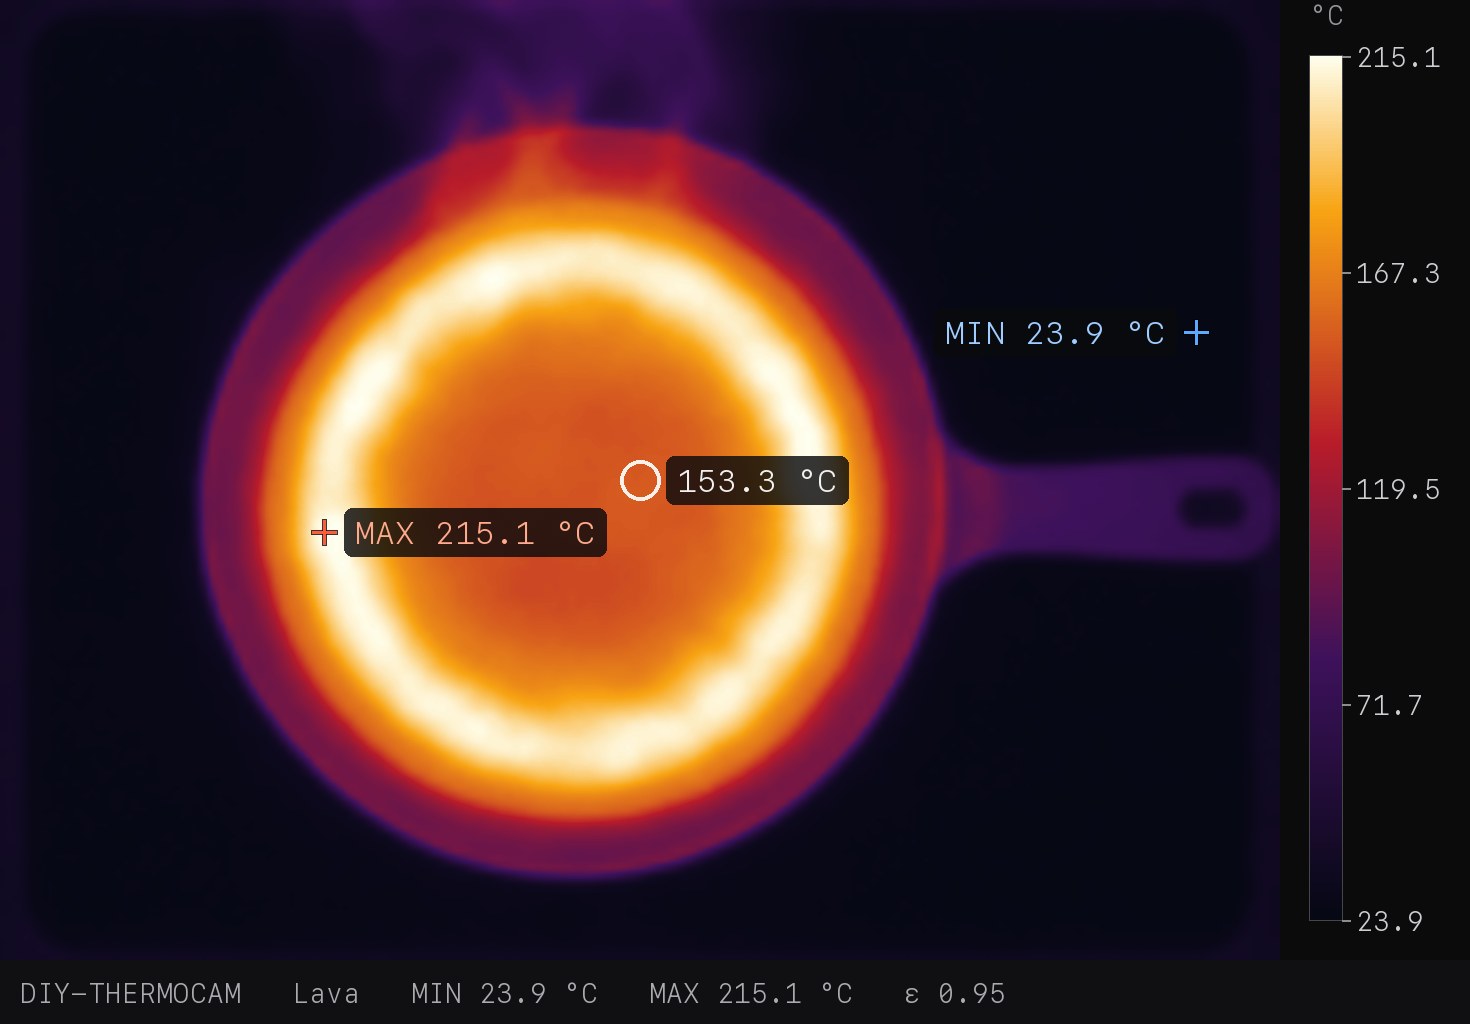 °C
215.1
167.3
119.5
71.7
23.9
MIN 23.9 °C
153.3 °C
MAX 215.1 °C
DIY-THERMOCAM Lava MIN 23.9 °C MAX 215.1 °C ε 0.95